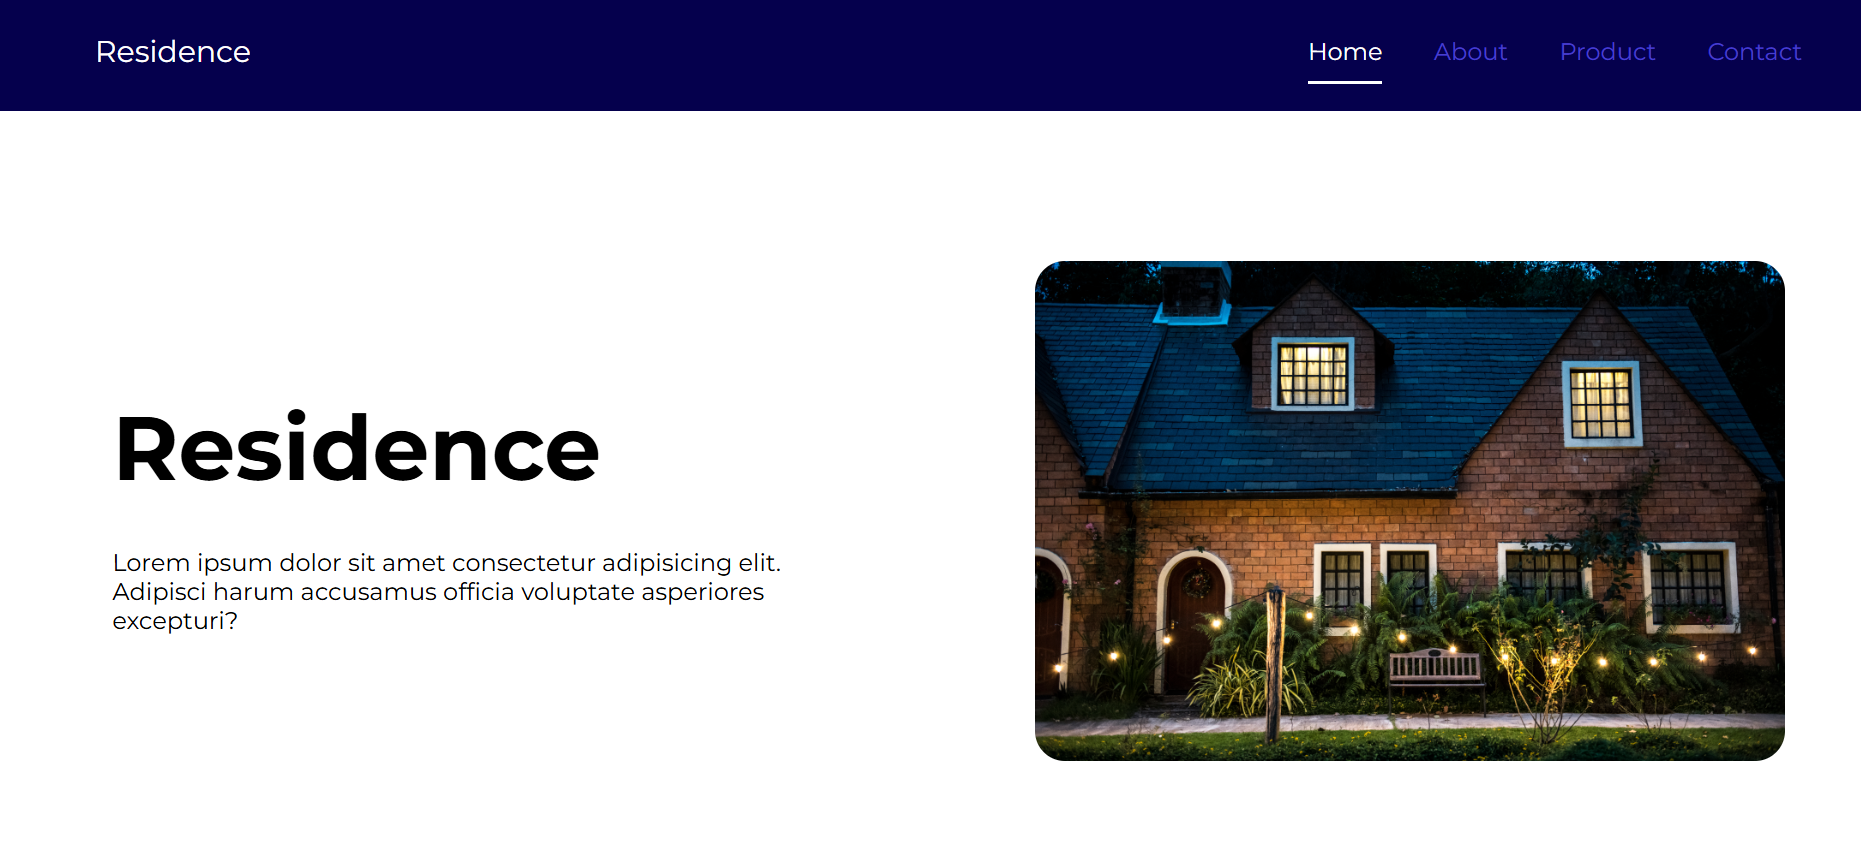 Residence
Home About Product Contact
Residence
Lorem ipsum dolor sit amet consectetur adipisicing elit.
Adipisci harum accusamus officia voluptate asperiores
excepturi?